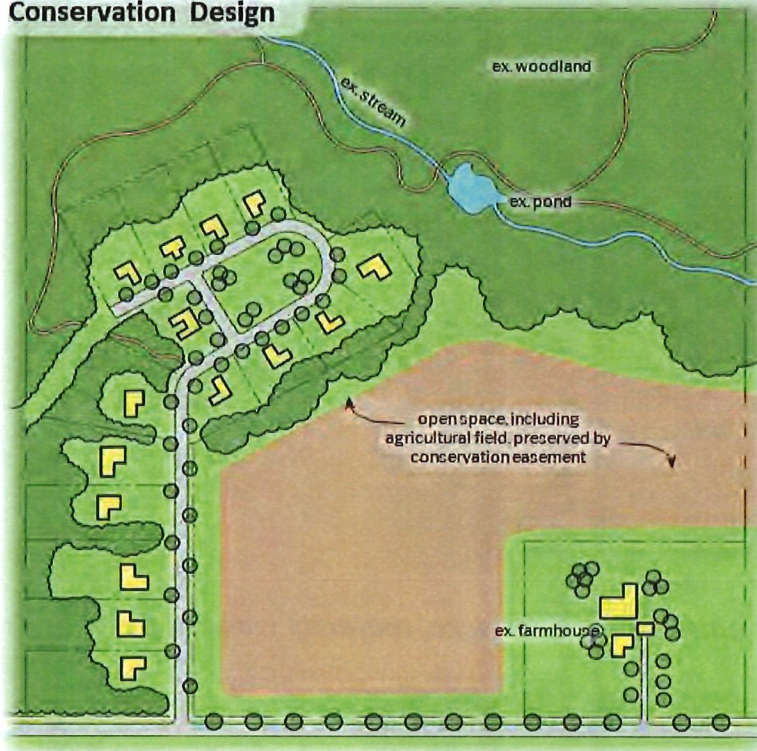 Conservation Design
ex. woodland
ex. stream
ex. pond
open space, including
agricultural field, preserved by
conservation easement
ex. farmhouse